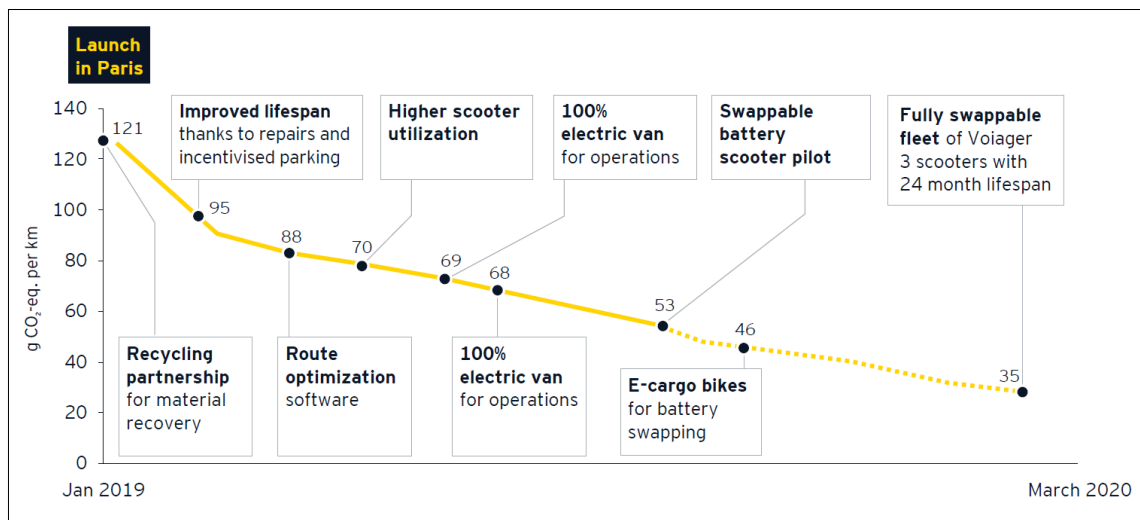 Launch
in Paris
140
120
100
80
60
40
20
0
g CO₂-eq. per km
121
95
88
70
69
68
53
46
35
Improved lifespan
thanks to repairs and
incentivised parking
Higher scooter
utilization
100%
electric van
for operations
Swappable
battery
scooter pilot
Fully swappable
fleet of Voiager
3 scooters with
24 month lifespan
Recycling
partnership
for material
recovery
Route
optimization
software
100%
electric van
for operations
E-cargo bikes
for battery
swapping
Jan 2019
March 2020